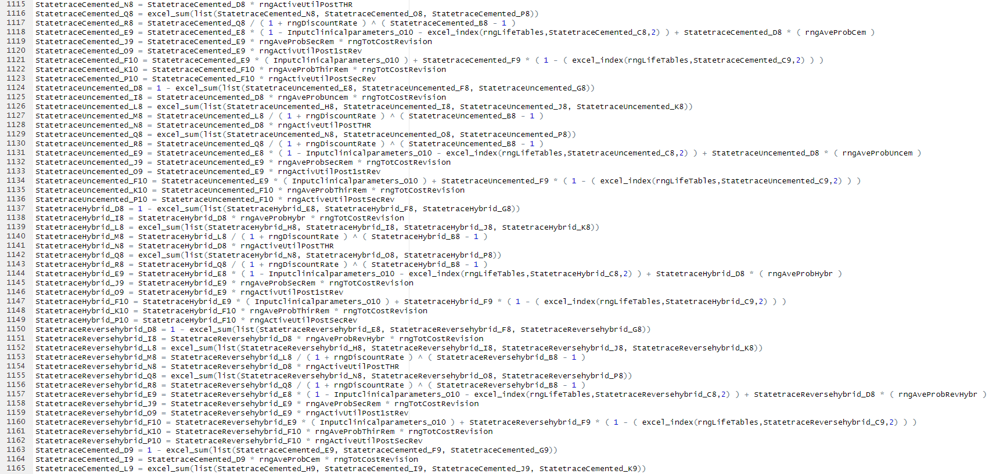 1115 StatetraceCemented_N8 = StatetraceCemented_D8 * rngActiveUtilPostTHR
1116 StatetraceCemented_Q8 = excel_sum(list(StatetraceCemented_N8, StatetraceCemented_O8, StatetraceCemented_P8))
1117 StatetraceCemented_R8 = StatetraceCemented_Q8 / ( 1 + rngDiscountRate ) ^ ( StatetraceCemented_B8 - 1 )
1118 StatetraceCemented_E9 = StatetraceCemented_E8 * ( 1 - Inputclinicalparameters_O10 - excel_index(rngLifeTables,StatetraceCemented_C8,2) ) + StatetraceCemented_D8 * ( rngAveProbCem )
1119 StatetraceCemented_J9 = StatetraceCemented_E9 * rngAveProbSecRem * rngTotCostRevision
1120 StatetraceCemented_O9 = StatetraceCemented_E9 * rngActivUtilPost1stRev
1121 StatetraceCemented_F10 = StatetraceCemented_E9 * ( Inputclinicalparameters_O10 ) + StatetraceCemented_F9 * ( 1 - ( excel_index(rngLifeTables,StatetraceCemented_C9,2) ) )
1122 StatetraceCemented_K10 = StatetraceCemented_F10 * rngAveProbThirRem * rngTotCostRevision
1123 StatetraceCemented_P10 = StatetraceCemented_F10 * rngActiveUtilPostSecRev
1124 StatetraceUncemented_D8 = 1 - excel_sum(list(StatetraceUncemented_E8, StatetraceUncemented_F8, StatetraceUncemented_G8))
1125 StatetraceUncemented_I8 = StatetraceUncemented_D8 * rngAveProbUncem * rngTotCostRevision
1126 StatetraceUncemented_L8 = excel_sum(list(StatetraceUncemented_H8, StatetraceUncemented_I8, StatetraceUncemented_J8, StatetraceUncemented_K8))
1127 StatetraceUncemented_M8 = StatetraceUncemented_L8 / ( 1 + rngDiscountRate ) ^ ( StatetraceUncemented_B8 - 1 )
1128 StatetraceUncemented_N8 = StatetraceUncemented_D8 * rngActiveUtilPostTHR
1129 StatetraceUncemented_Q8 = excel_sum(list(StatetraceUncemented_N8, StatetraceUncemented_O8, StatetraceUncemented_P8))
1130 StatetraceUncemented_R8 = StatetraceUncemented_Q8 / ( 1 + rngDiscountRate ) ^ ( StatetraceUncemented_B8 - 1 )
1131 StatetraceUncemented_E9 = StatetraceUncemented_E8 * ( 1 - Inputclinicalparameters_O10 - excel_index(rngLifeTables,StatetraceUncemented_C8,2) ) + StatetraceUncemented_D8 * ( rngAveProbUncem )
1132 StatetraceUncemented_J9 = StatetraceUncemented_E9 * rngAveProbSecRem * rngTotCostRevision
1133 StatetraceUncemented_O9 = StatetraceUncemented_E9 * rngActivUtilPost1stRev
1134 StatetraceUncemented_F10 = StatetraceUncemented_E9 * ( Inputclinicalparameters_O10 ) + StatetraceUncemented_F9 * ( 1 - ( excel_index(rngLifeTables,StatetraceUncemented_C9,2) ) )
1135 StatetraceUncemented_K10 = StatetraceUncemented_F10 * rngAveProbThirRem * rngTotCostRevision
1136 StatetraceUncemented_P10 = StatetraceUncemented_F10 * rngActiveUtilPostSecRev
1137 StatetraceHybrid_D8 = 1 - excel_sum(list(StatetraceHybrid_E8, StatetraceHybrid_F8, StatetraceHybrid_G8))
1138 StatetraceHybrid_I8 = StatetraceHybrid_D8 * rngAveProbHybr * rngTotCostRevision
1139 StatetraceHybrid_L8 = excel_sum(list(StatetraceHybrid_H8, StatetraceHybrid_I8, StatetraceHybrid_J8, StatetraceHybrid_K8))
1140 StatetraceHybrid_M8 = StatetraceHybrid_L8 / ( 1 + rngDiscountRate ) ^ ( StatetraceHybrid_B8 - 1 )
1141 StatetraceHybrid_N8 = StatetraceHybrid_D8 * rngActiveUtilPostTHR
1142 StatetraceHybrid_Q8 = excel_sum(list(StatetraceHybrid_N8, StatetraceHybrid_O8, StatetraceHybrid_P8))
1143 StatetraceHybrid_R8 = StatetraceHybrid_Q8 / ( 1 + rngDiscountRate ) ^ ( StatetraceHybrid_B8 - 1 )
1144 StatetraceHybrid_E9 = StatetraceHybrid_E8 * ( 1 - Inputclinicalparameters_O10 - excel_index(rngLifeTables,StatetraceHybrid_C8,2) ) + StatetraceHybrid_D8 * ( rngAveProbHybr )
1145 StatetraceHybrid_J9 = StatetraceHybrid_E9 * rngAveProbSecRem * rngTotCostRevision
1146 StatetraceHybrid_O9 = StatetraceHybrid_E9 * rngActivUtilPost1stRev
1147 StatetraceHybrid_F10 = StatetraceHybrid_E9 * ( Inputclinicalparameters_O10 ) + StatetraceHybrid_F9 * ( 1 - ( excel_index(rngLifeTables,StatetraceHybrid_C9,2) ) )
1148 StatetraceHybrid_K10 = StatetraceHybrid_F10 * rngAveProbThirRem * rngTotCostRevision
1149 StatetraceHybrid_P10 = StatetraceHybrid_F10 * rngActiveUtilPostSecRev
1150 StatetraceReversehybrid_D8 = 1 - excel_sum(list(StatetraceReversehybrid_E8, StatetraceReversehybrid_F8, StatetraceReversehybrid_G8))
1151 StatetraceReversehybrid_I8 = StatetraceReversehybrid_D8 * rngAveProbRevHybr * rngTotCostRevision
1152 StatetraceReversehybrid_L8 = excel_sum(list(StatetraceReversehybrid_H8, StatetraceReversehybrid_I8, StatetraceReversehybrid_J8, StatetraceReversehybrid_K8))
1153 StatetraceReversehybrid_M8 = StatetraceReversehybrid_L8 / ( 1 + rngDiscountRate ) ^ ( StatetraceReversehybrid_B8 - 1 )
1154 StatetraceReversehybrid_N8 = StatetraceReversehybrid_D8 * rngActiveUtilPostTHR
1155 StatetraceReversehybrid_Q8 = excel_sum(list(StatetraceReversehybrid_N8, StatetraceReversehybrid_O8, StatetraceReversehybrid_P8))
1156 StatetraceReversehybrid_R8 = StatetraceReversehybrid_Q8 / ( 1 + rngDiscountRate ) ^ ( StatetraceReversehybrid_B8 - 1 )
1157 StatetraceReversehybrid_E9 = StatetraceReversehybrid_E8 * ( 1 - Inputclinicalparameters_O10 - excel_index(rngLifeTables,StatetraceReversehybrid_C8,2) ) + StatetraceReversehybrid_D8 * ( rngAveProbRevHybr )
1158 StatetraceReversehybrid_J9 = StatetraceReversehybrid_E9 * rngAveProbSecRem * rngTotCostRevision
1159 StatetraceReversehybrid_O9 = StatetraceReversehybrid_E9 * rngActivUtilPost1stRev
1160 StatetraceReversehybrid_F10 = StatetraceReversehybrid_E9 * ( Inputclinicalparameters_O10 ) + StatetraceReversehybrid_F9 * ( 1 - ( excel_index(rngLifeTables,StatetraceReversehybrid_C9,2) ) )
1161 StatetraceReversehybrid_K10 = StatetraceReversehybrid_F10 * rngAveProbThirRem * rngTotCostRevision
1162 StatetraceReversehybrid_P10 = StatetraceReversehybrid_F10 * rngActiveUtilPostSecRev
1163 StatetraceCemented_D9 = 1 - excel_sum(list(StatetraceCemented_E9, StatetraceCemented_F9, StatetraceCemented_G9))
1164 StatetraceCemented_I9 = StatetraceCemented_D9 * rngAveProbCem * rngTotCostRevision
1165 StatetraceCemented_L9 = excel_sum(list(StatetraceCemented_H9, StatetraceCemented_I9, StatetraceCemented_J9, StatetraceCemented_K9))